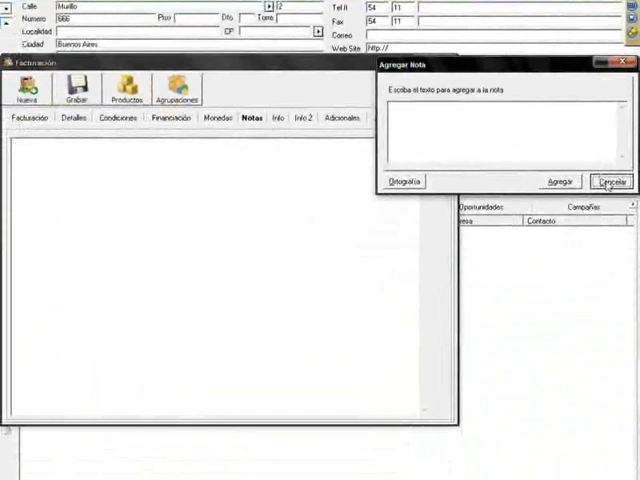 Calle Murillo 2
Numero 666 Piso Dto Torre
Localidad CP
Ciudad Buenos Aires
Tel II 54 11
Fax 54 11
Correo
Web Site http://
Facturación
Nueva Grabar Productos Agrupaciones
Facturación Detalles Condiciones Financiación Monedas Notas Info Info 2 Adicionales
Agregar Nota
Escriba el texto para agregar a la nota
Ortografía Agregar Cancelar
Oportunidades Campañas
resa Contacto